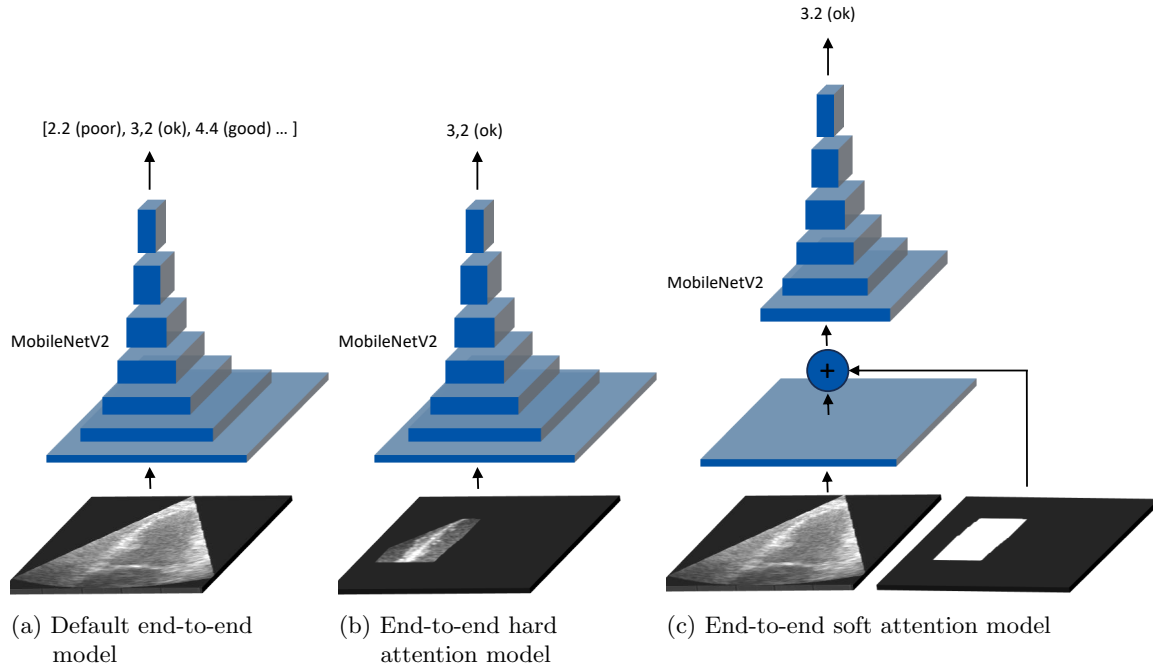 3.2 (ok)
[2.2 (poor), 3,2 (ok), 4.4 (good) ... ]
3,2 (ok)
MobileNetV2
MobileNetV2
MobileNetV2
+
(a) Default end-to-end
model
(b) End-to-end hard
attention model
(c) End-to-end soft attention model